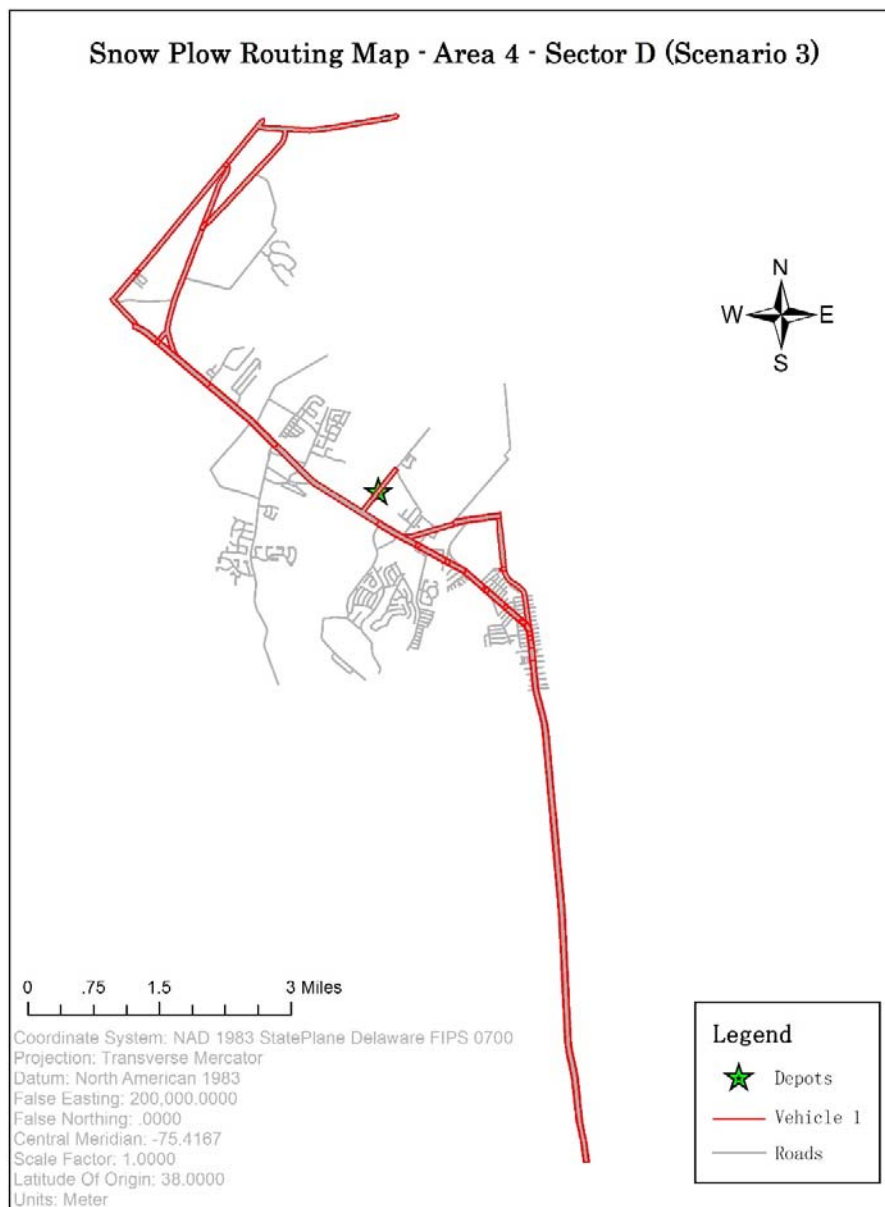 Snow Plow Routing Map - Area 4 - Sector D (Scenario 3)
N
W E
S
0 .75 1.5 3 Miles
Coordinate System: NAD 1983 StatePlane Delaware FIPS 0700
Projection: Transverse Mercator
Datum: North American 1983
False Easting: 200,000.0000
False Northing: .0000
Central Meridian: -75.4167
Scale Factor: 1.0000
Latitude Of Origin: 38.0000
Units: Meter
Legend
Depots
Vehicle 1
Roads